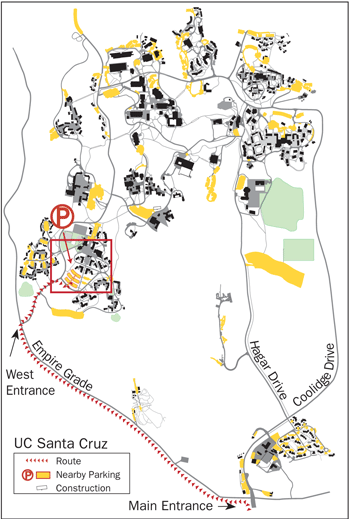 P
West
Entrance
Empire Grade
Hagar Drive
Coolidge Drive
UC Santa Cruz
Route
P Nearby Parking
Construction
Main Entrance